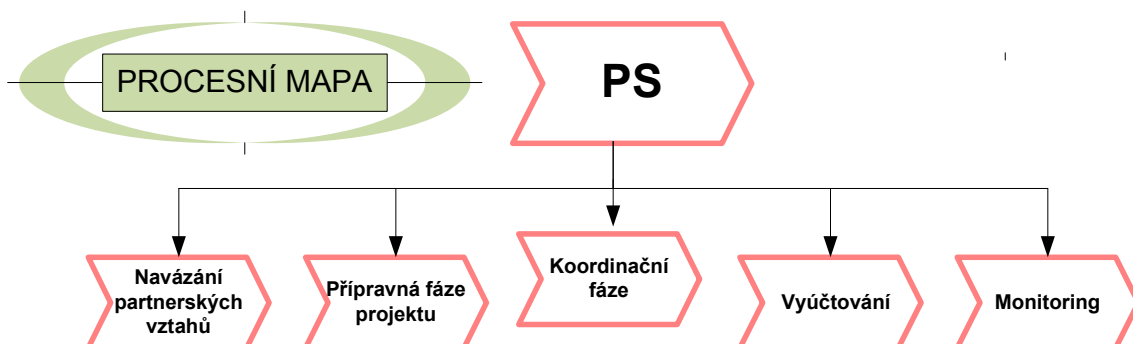 PROCESNÍ MAPA
PS
Navázání
partnerských
vztahů
Přípravná fáze
projektu
Koordinační
fáze
Vyúčtování
Monitoring